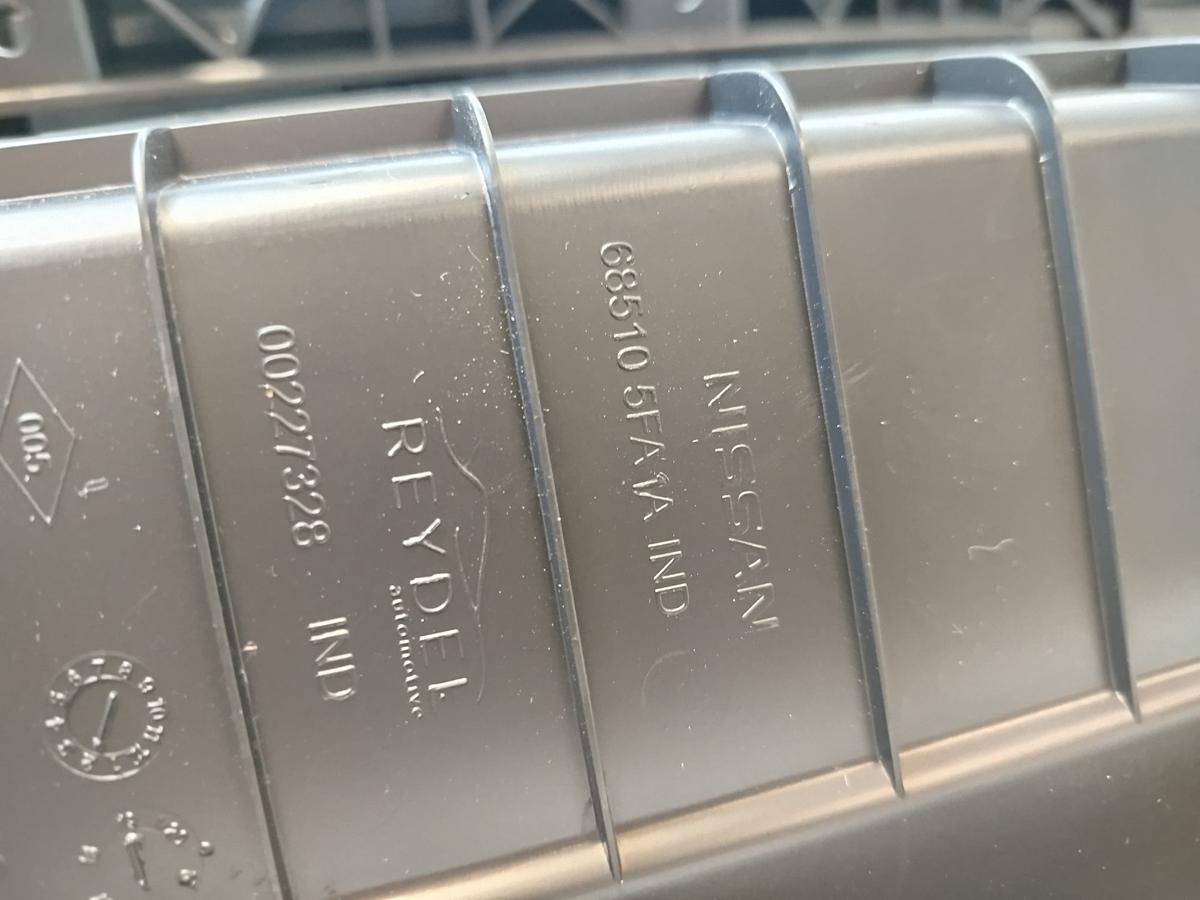 NISSAN
68510 5FA1A IND
REYDEL
automotive
00227328 IND
005